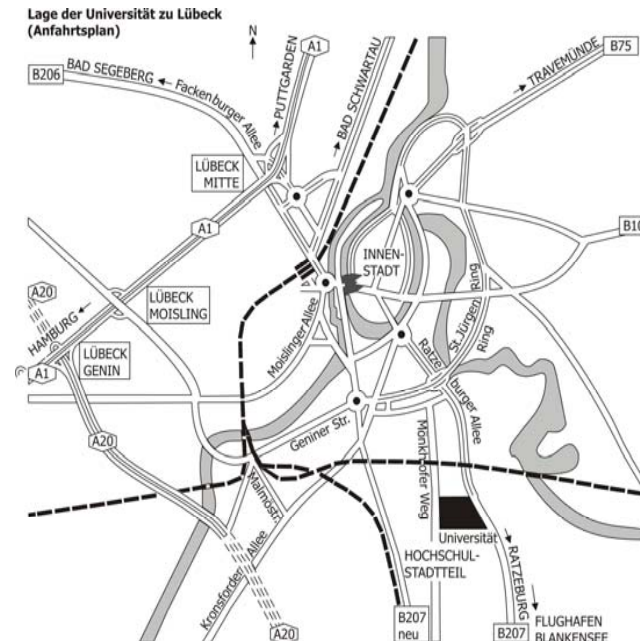 Lage der Universität zu Lübeck
(Anfahrtsplan)
N
A1
B75
B206
BAD SEGEBERG
Fackenburger Allee
PUTTGARDEN
BAD SCHWARTAU
TRAVEMÜNDE
LÜBECK
MITTE
A1
INNEN-
STADT
A20
HAMBURG
LÜBECK
MOISLING
Moislinger Allee
St. Jürgen Ring
Ring
LÜBECK
GENIN
A1
Ratze
burger Allee
A20
Geniner Str.
Malmöstr.
Mönkhofer Weg
Kronsforder Allee
Universität
HOCHSCHUL-
STADTTEIL
RATZEBURG
A20
B207
neu
B207
FLUGHAFEN
BLANKENSEE